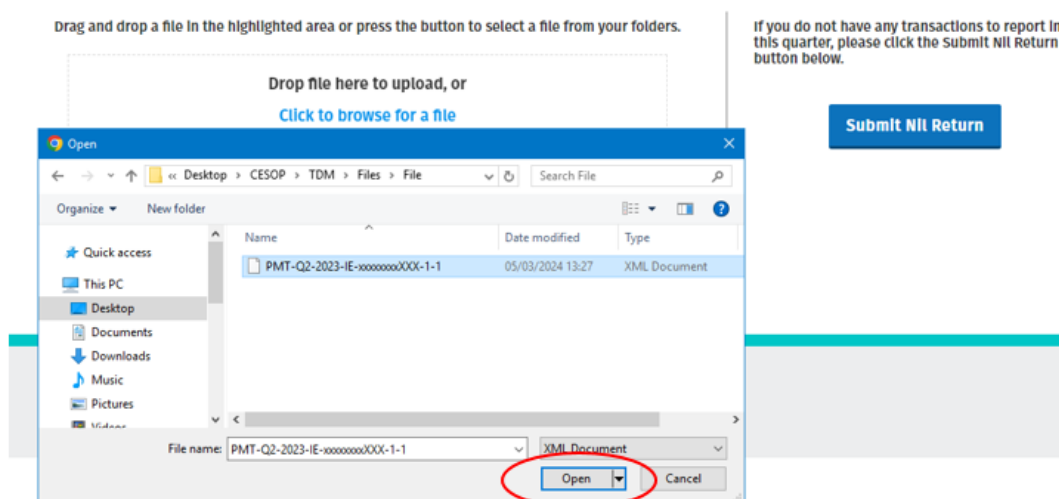 Drag and drop a file in the highlighted area or press the button to select a file from your folders.
If you do not have any transactions to report in
this quarter, please click the Submit Nil Return
button below.
Drop file here to upload, or
Click to browse for a file
Submit Nil Return
Open
« Desktop > CESOP > TDM > Files > File
Search File
Organize
New folder
Name
Date modified
Type
Quick access
PMT-Q2-2023-IE-xxxxxxxxXXX-1-1
05/03/2024 13:27
XML Document
This PC
Desktop
Documents
Downloads
Music
Pictures
Videos
File name:
PMT-Q2-2023-IE-xxxxxxxxXXX-1-1
XML Document
Open
Cancel